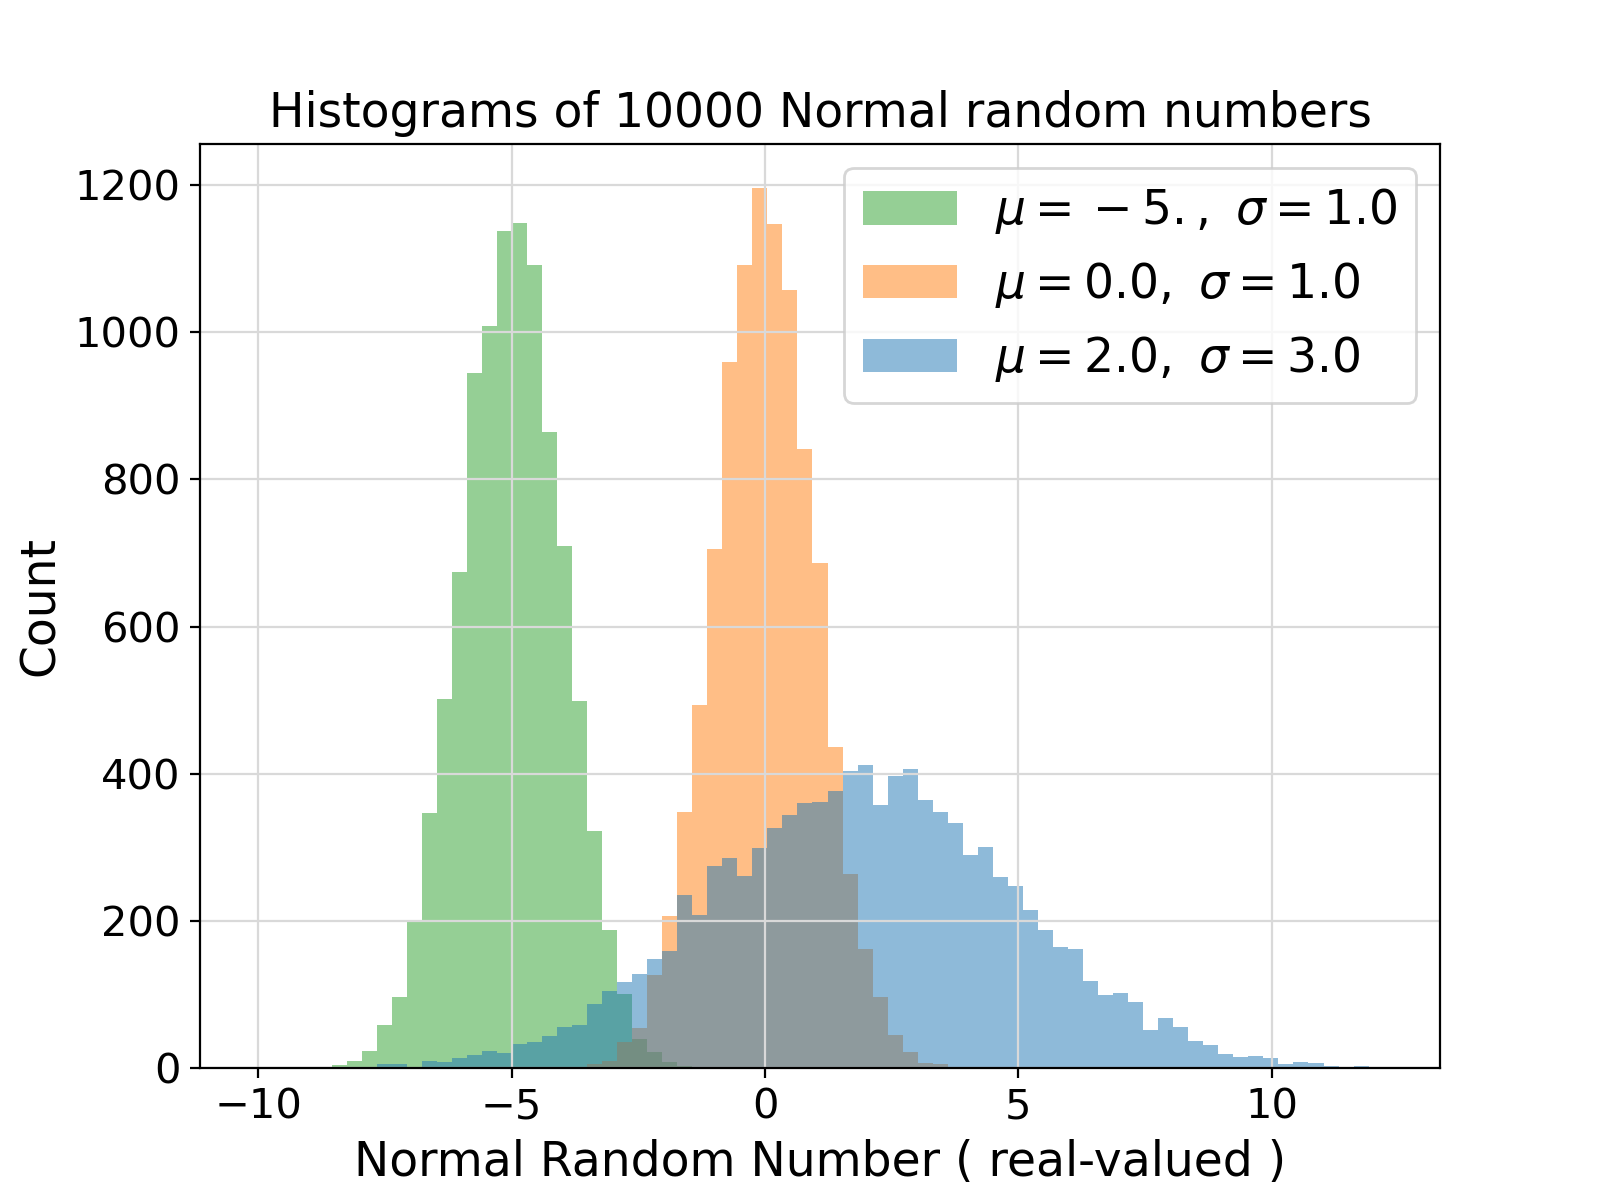 Histograms of 10000 Normal random numbers
1200
1000
800
600
400
200
0
Count
μ = − 5. , σ = 1.0
μ = 0.0, σ = 1.0
μ = 2.0, σ = 3.0
−10 −5 0 5 10
Normal Random Number ( real-valued )